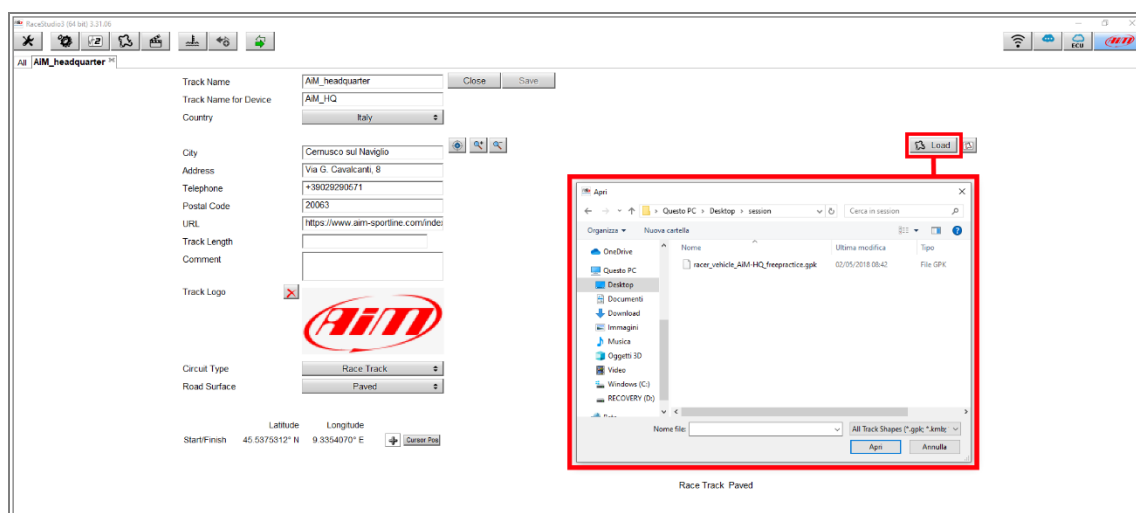 RaceStudio3 (64 bit) 3.31.06
ECU
AiM
All AiM_headquarter
Track Name AiM_headquarter Close Save
Track Name for Device AiM_HQ
Country Italy
City Cernusco sul Naviglio
Load
Address Via G. Cavalcanti, 8
Telephone +39029290571
Postal Code 20063
URL https://www.aim-sportline.com/inde
Track Length
Comment
Track Logo
AiM
Circuit Type Race Track
Road Surface Paved
Latitude Longitude
Start/Finish 45.5375312° N 9.3354070° E Cursor Pos
Apri
Questo PC > Desktop > session Cerca in session
Organizza Nuova cartella
Nome Ultima modifica Tipo
OneDrive
racer_vehicle_AiM-HQ_freepractice.gpk 02/05/2018 08:42 File GPK
Questo PC
Desktop
Documenti
Download
Immagini
Musica
Oggetti 3D
Video
Windows (C:)
RECOVERY (D:)
Nome file: All Track Shapes (*.gpk; *.kmk;
Apri Annulla
Race Track Paved